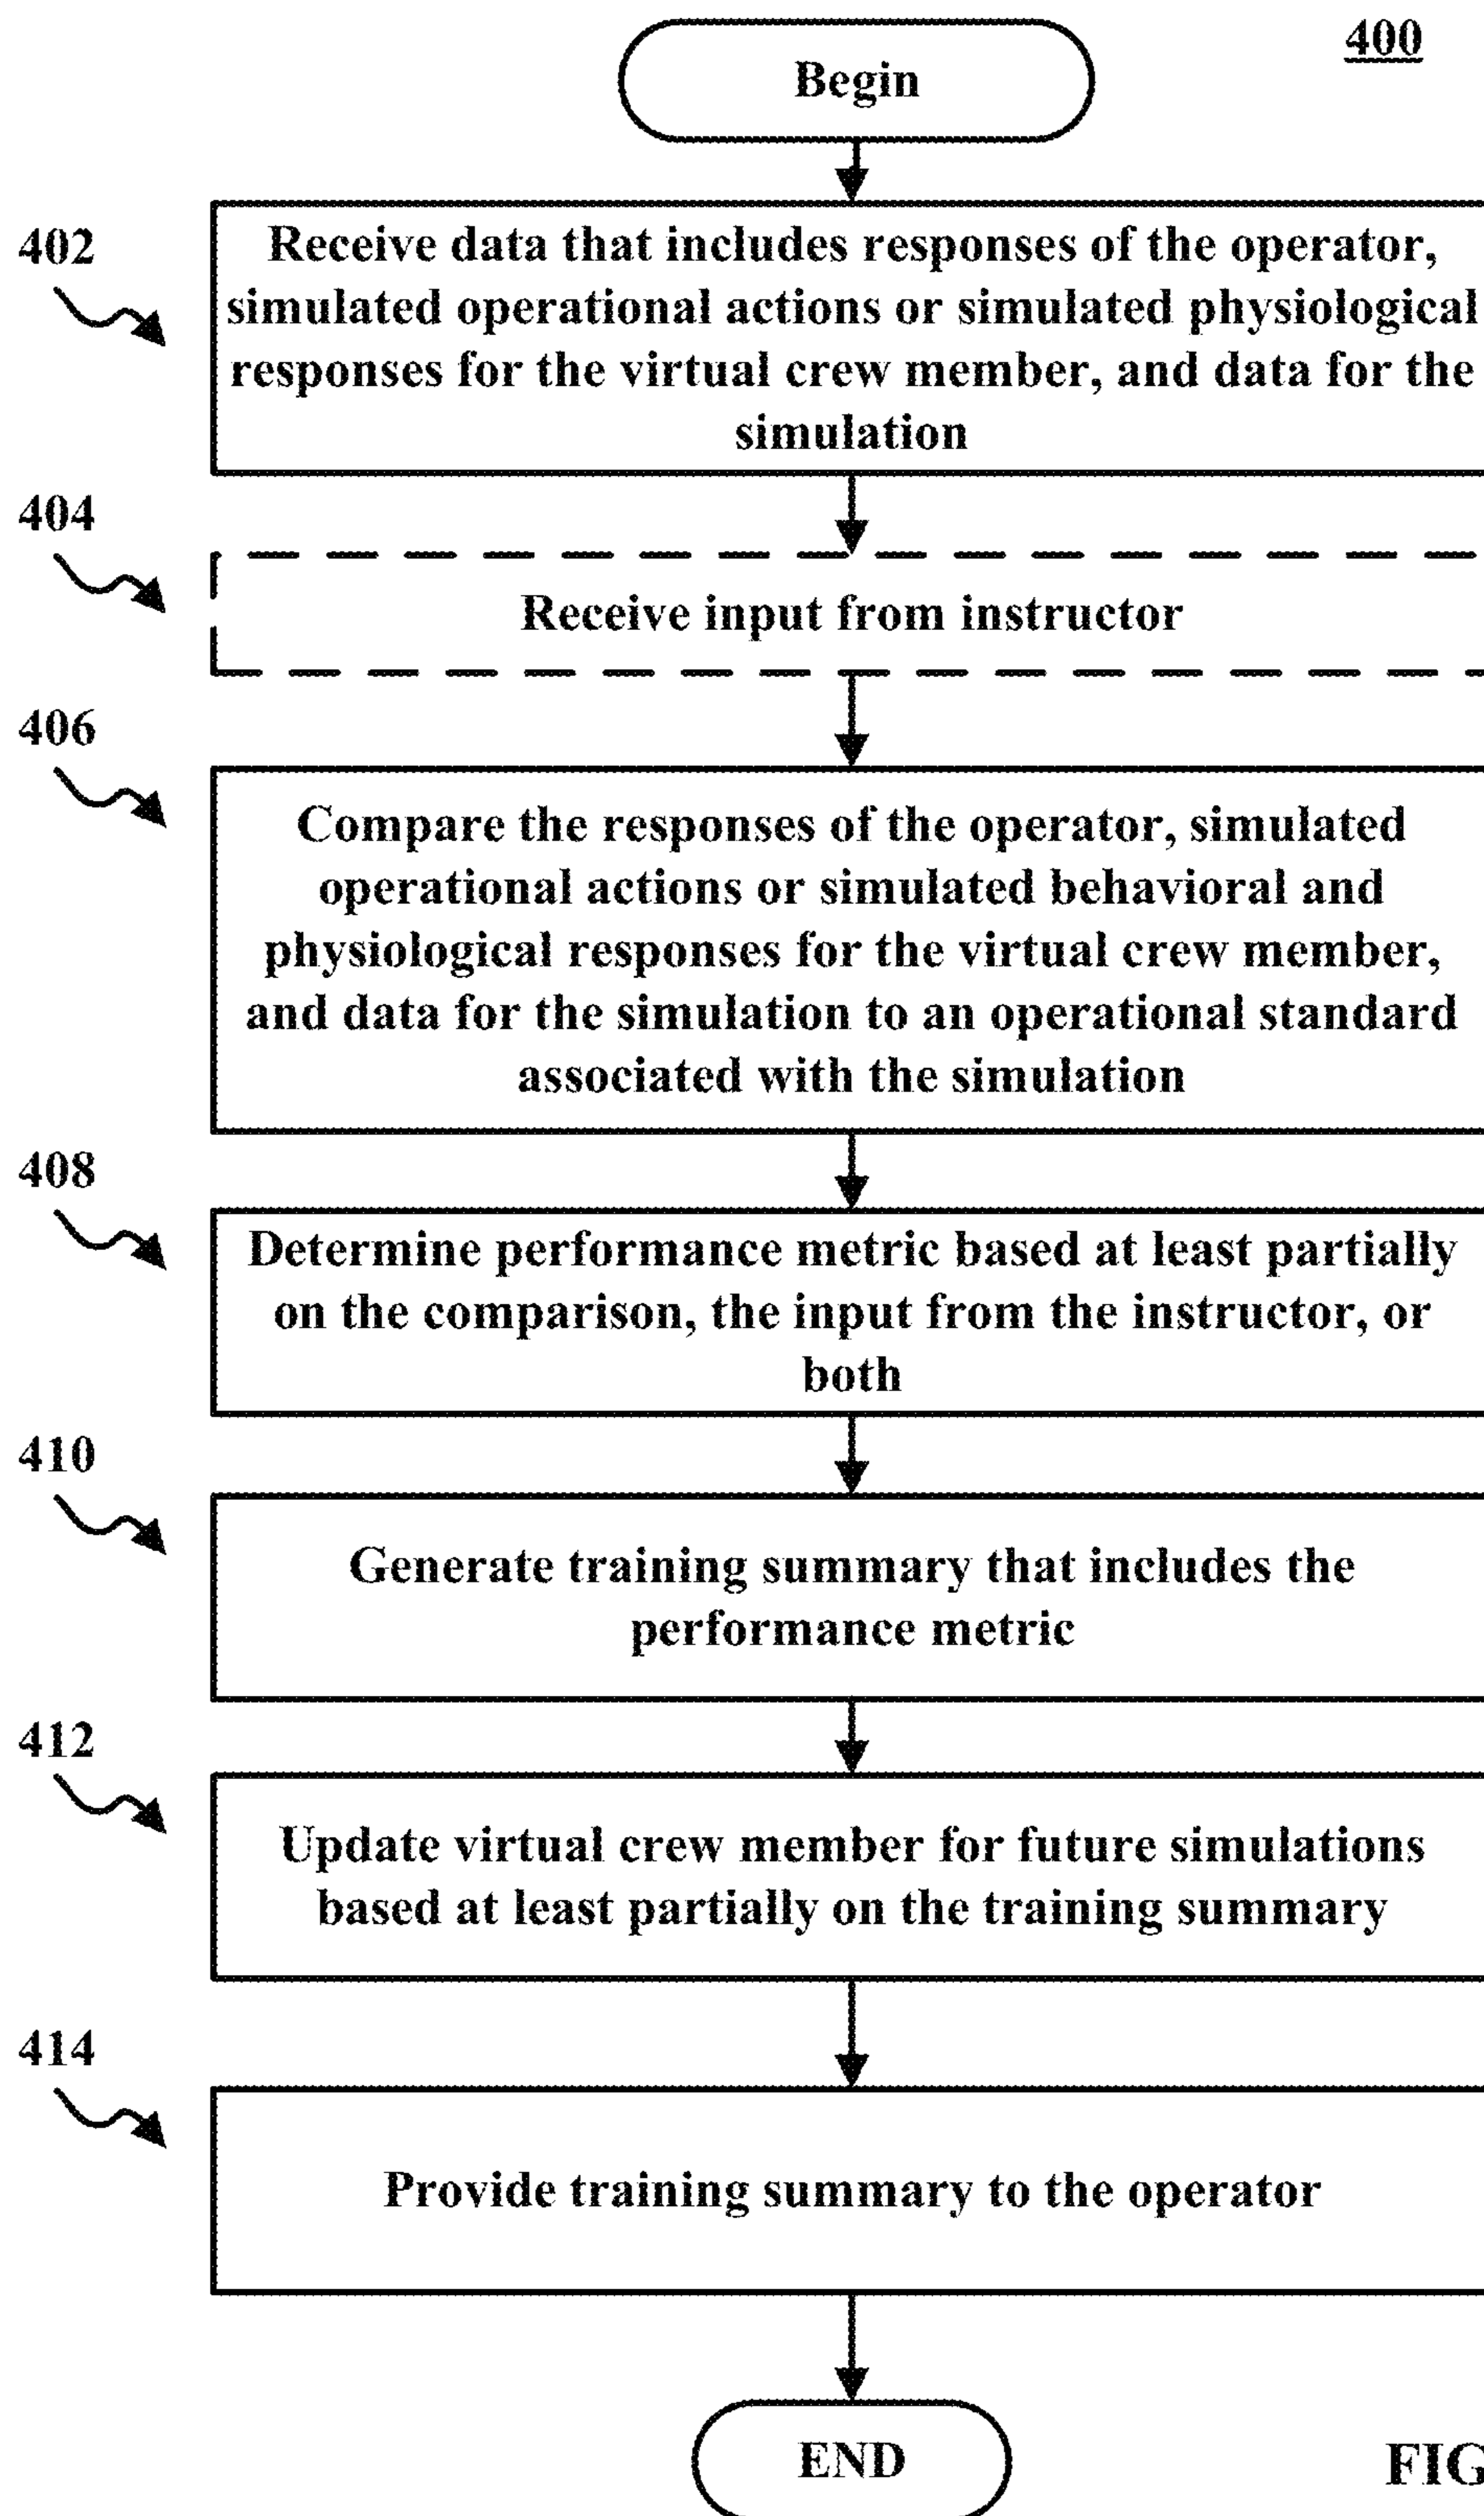 400
Begin
402
Receive data that includes responses of the operator,
simulated operational actions or simulated physiological
responses for the virtual crew member, and data for the
simulation
404
Receive input from instructor
406
Compare the responses of the operator, simulated
operational actions or simulated behavioral and
physiological responses for the virtual crew member,
and data for the simulation to an operational standard
associated with the simulation
408
Determine performance metric based at least partially
on the comparison, the input from the instructor, or
both
410
Generate training summary that includes the
performance metric
412
Update virtual crew member for future simulations
based at least partially on the training summary
414
Provide training summary to the operator
END
FIG